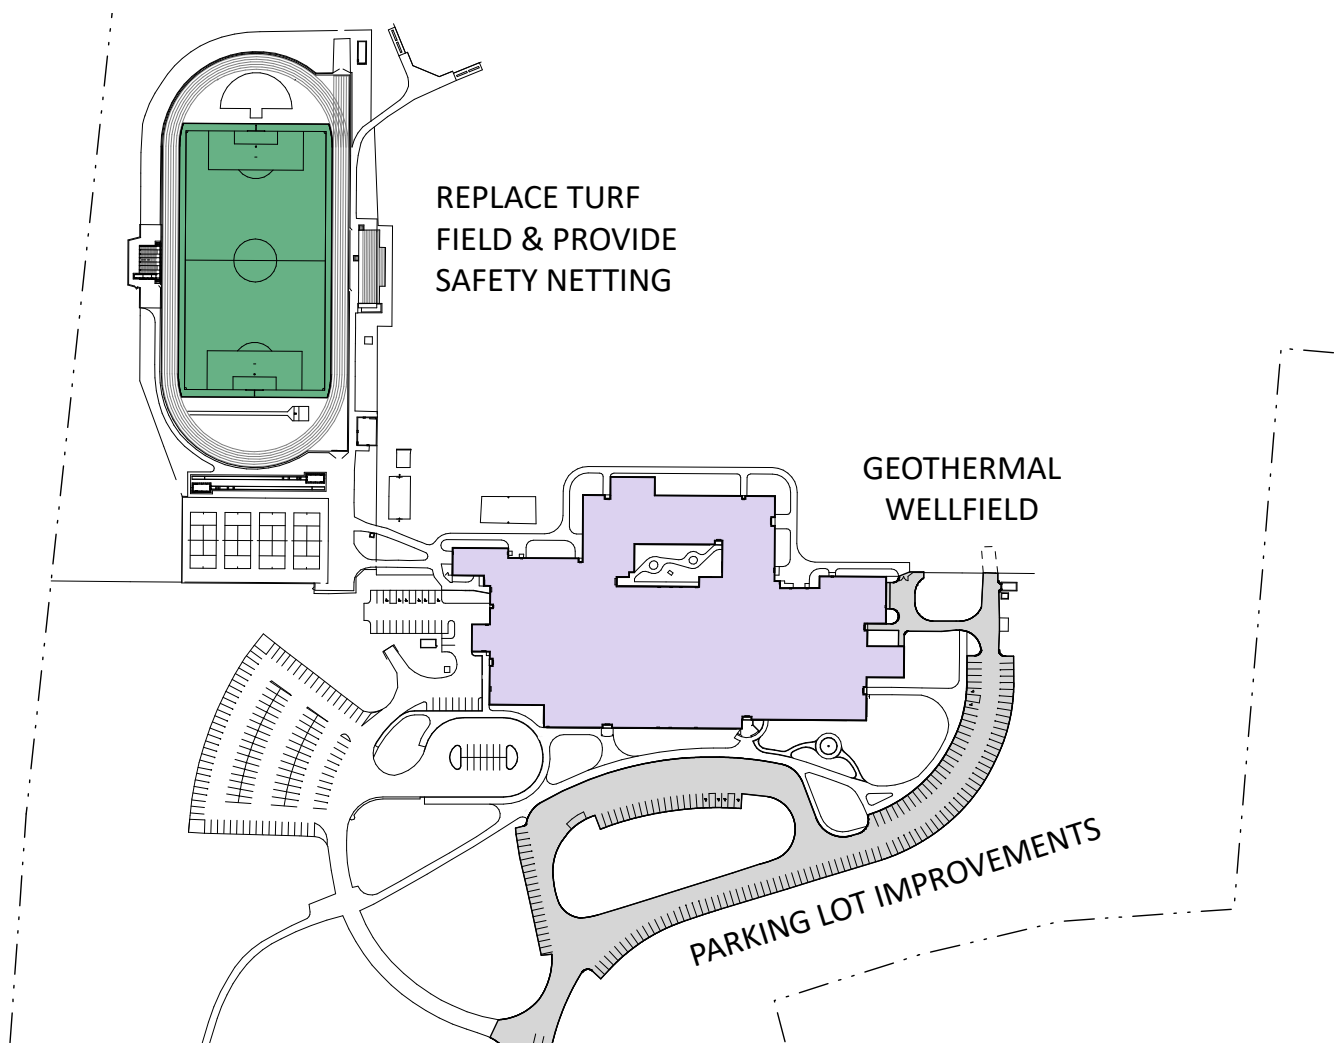 REPLACE TURF
FIELD & PROVIDE
SAFETY NETTING
GEOTHERMAL
WELLFIELD
PARKING LOT IMPROVEMENTS